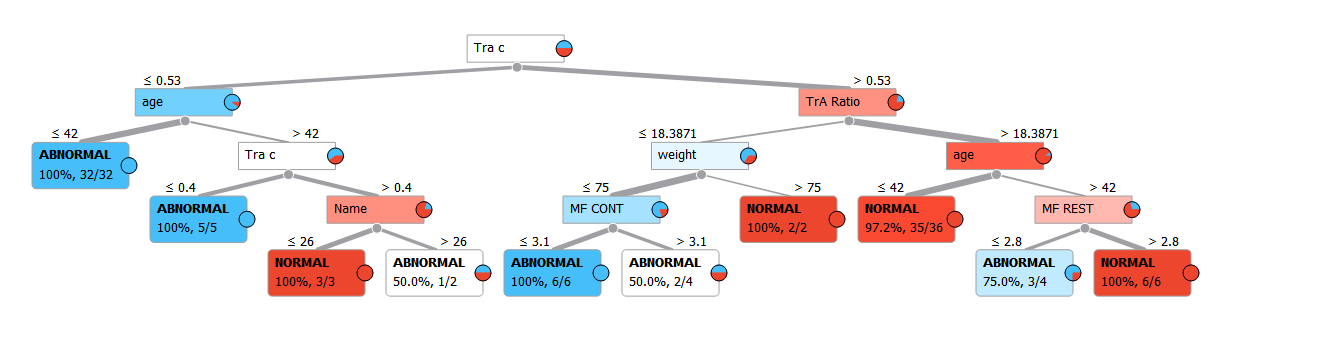 Tra c
≤ 0.53
> 0.53
age
TrA Ratio
≤ 42
> 42
≤ 18.3871
> 18.3871
ABNORMAL
100%, 32/32
Tra c
weight
age
≤ 0.4
> 0.4
≤ 75
> 75
≤ 42
> 42
ABNORMAL
100%, 5/5
Name
MF CONT
NORMAL
100%, 2/2
NORMAL
97.2%, 35/36
MF REST
≤ 26
> 26
≤ 3.1
> 3.1
≤ 2.8
> 2.8
NORMAL
100%, 3/3
ABNORMAL
50.0%, 1/2
ABNORMAL
100%, 6/6
ABNORMAL
50.0%, 2/4
ABNORMAL
75.0%, 3/4
NORMAL
100%, 6/6